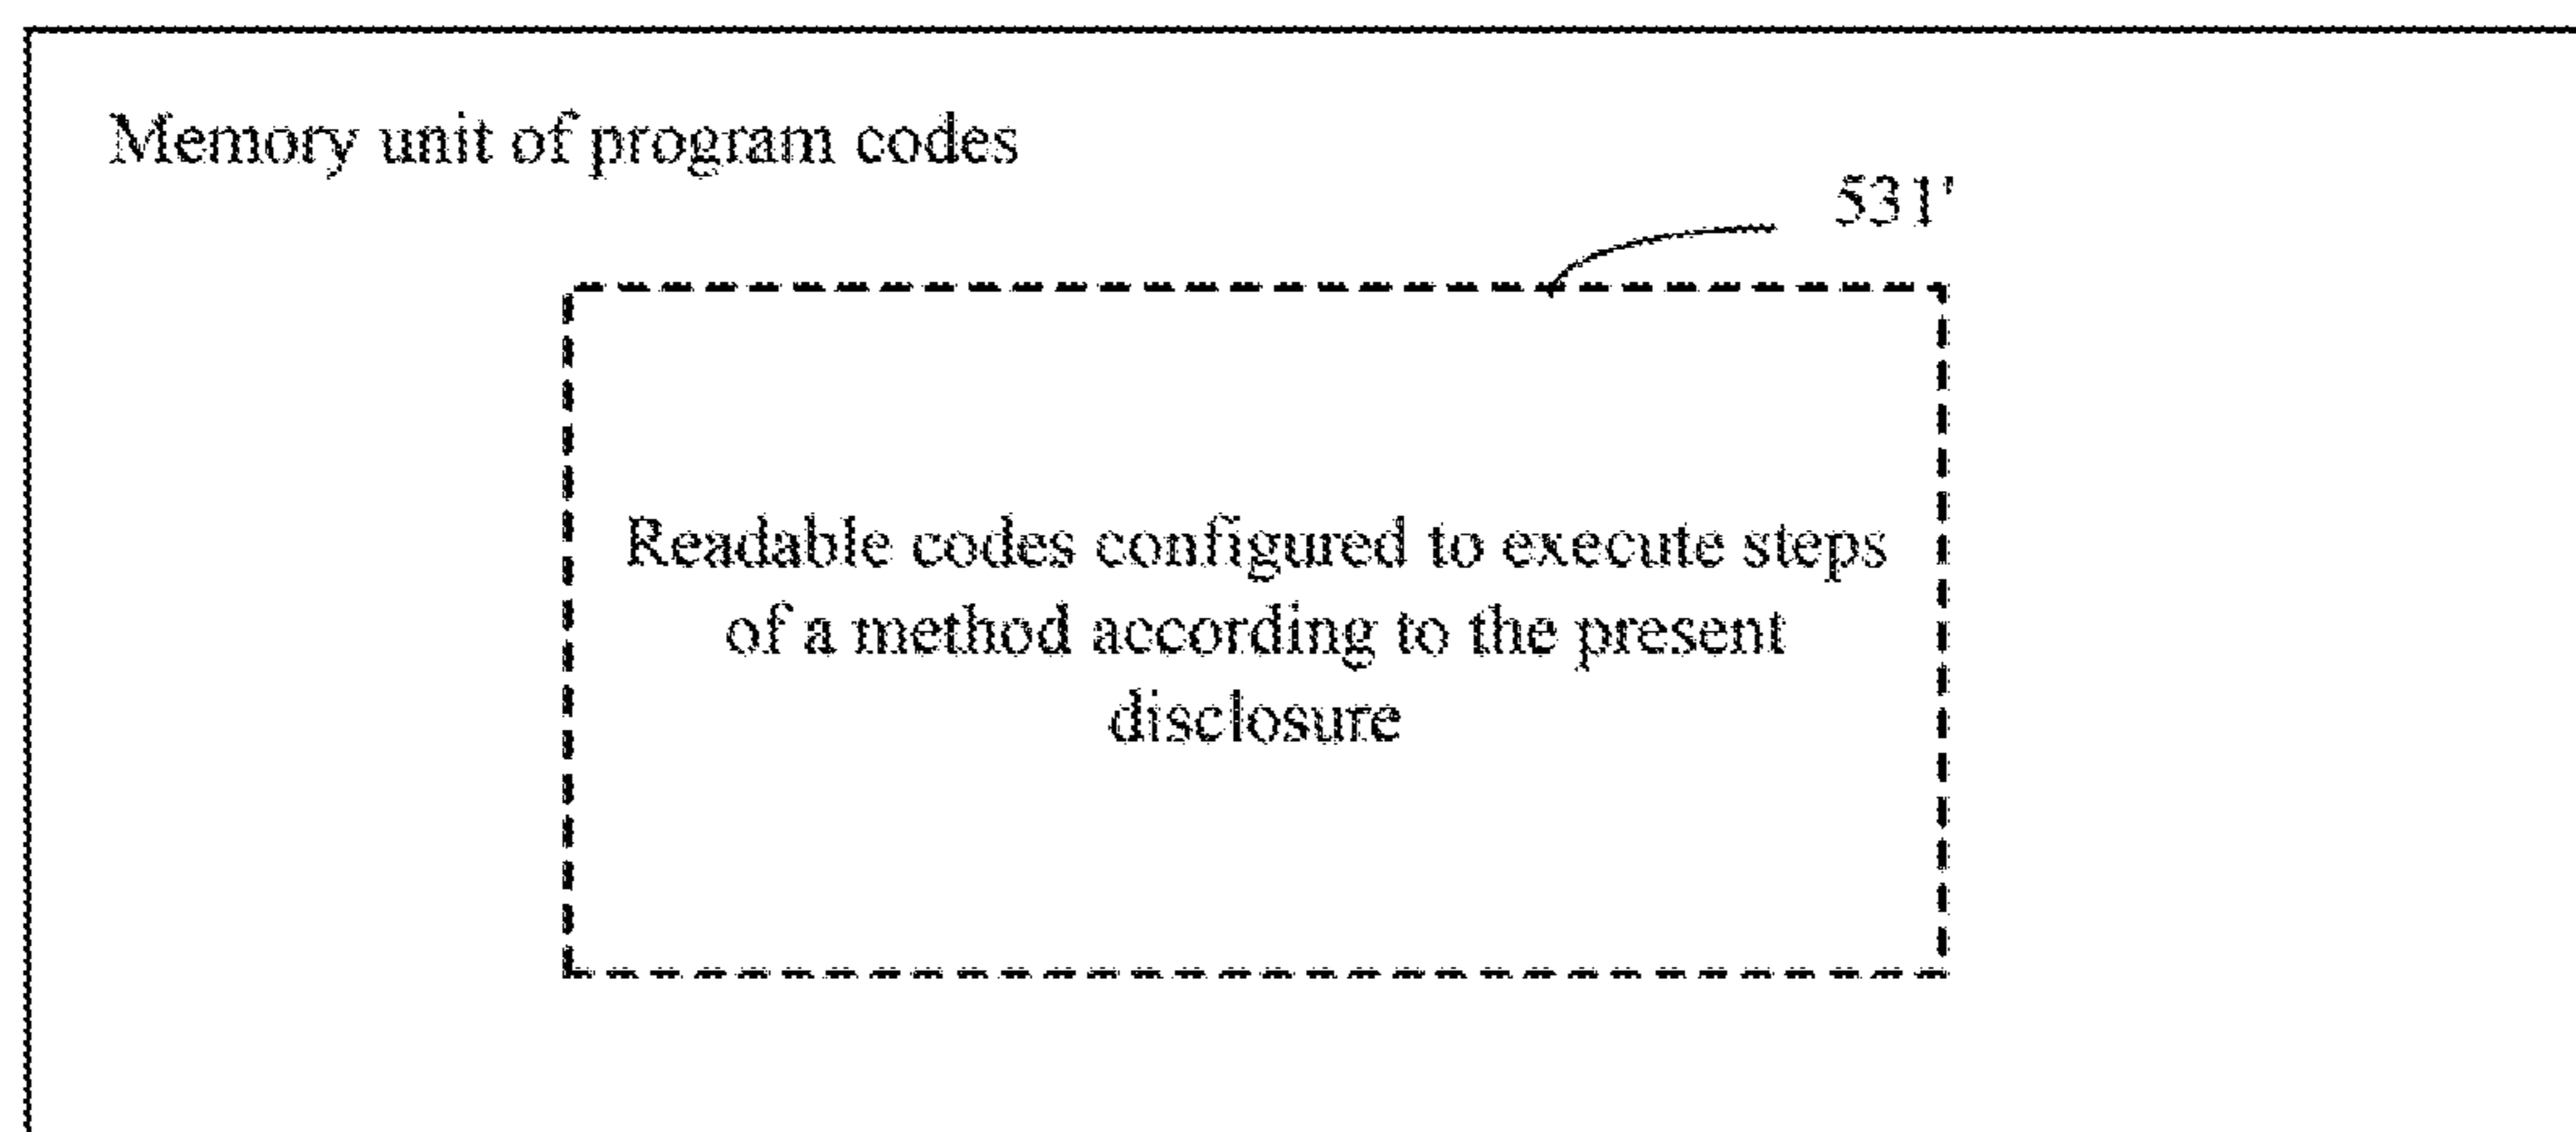 Memory unit of program codes
531'
Readable codes configured to execute steps
of a method according to the present
disclosure